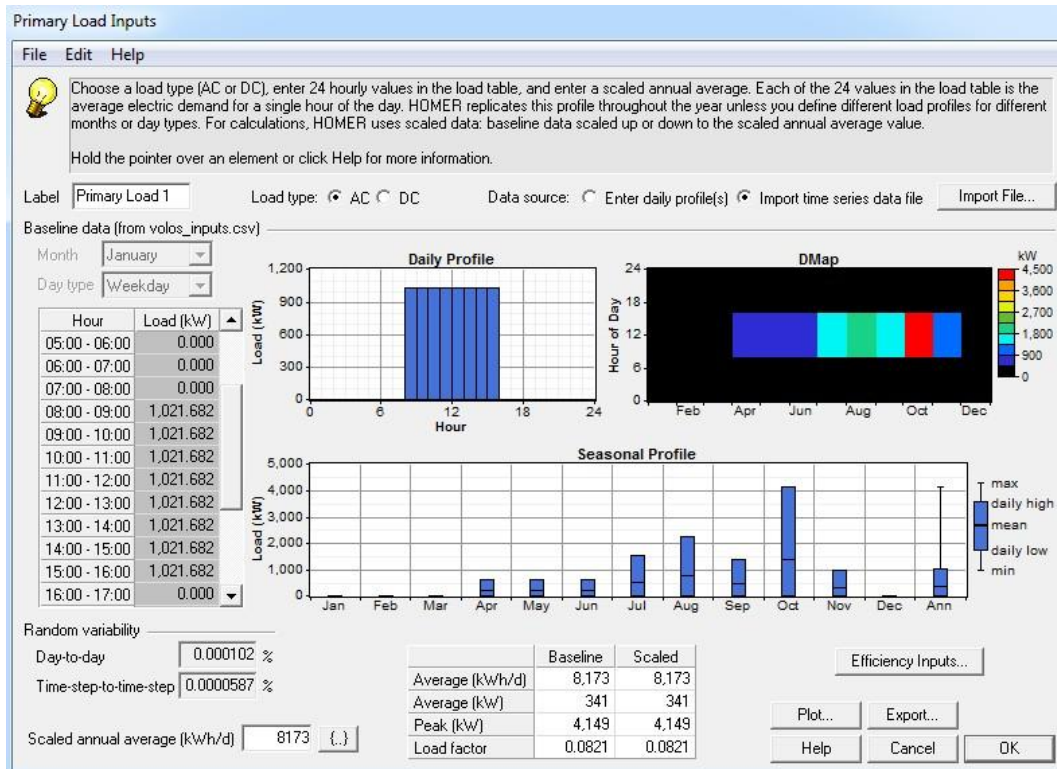 Primary Load Inputs
File Edit Help
Choose a load type (AC or DC), enter 24 hourly values in the load table, and enter a scaled annual average. Each of the 24 values in the load table is the
average electric demand for a single hour of the day. HOMER replicates this profile throughout the year unless you define different load profiles for different
months or day types. For calculations, HOMER uses scaled data: baseline data scaled up or down to the scaled annual average value.
Hold the pointer over an element or click Help for more information.
Label Primary Load 1 Load type: AC DC Data source: Enter daily profile(s) Import time series data file Import File...
Baseline data (from volos_inputs.csv)
Month January
Day type Weekday
Hour Load (kW)
05:00 - 06:00 0.000
06:00 - 07:00 0.000
07:00 - 08:00 0.000
08:00 - 09:00 1,021.682
09:00 - 10:00 1,021.682
10:00 - 11:00 1,021.682
11:00 - 12:00 1,021.682
12:00 - 13:00 1,021.682
13:00 - 14:00 1,021.682
14:00 - 15:00 1,021.682
15:00 - 16:00 1,021.682
16:00 - 17:00 0.000
Daily Profile
Load (kW)
1,200
900
600
300
0
0 6 12 18 24
Hour
DMap
Hour of Day
24
18
12
6
0
Feb Apr Jun Aug Oct Dec
kW
4,500
3,600
2,700
1,800
900
0
Seasonal Profile
Load (kW)
5,000
4,000
3,000
2,000
1,000
0
Jan Feb Mar Apr May Jun Jul Aug Sep Oct Nov Dec Ann
max
daily high
mean
daily low
min
Random variability
Day-to-day 0.000102 %
Time-step-to-time-step 0.0000587 %
Scaled annual average (kWh/d) 8173 {..}
Baseline Scaled
Average (kWh/d) 8,173 8,173
Average (kW) 341 341
Peak (kW) 4,149 4,149
Load factor 0.0821 0.0821
Efficiency Inputs...
Plot... Export...
Help Cancel OK